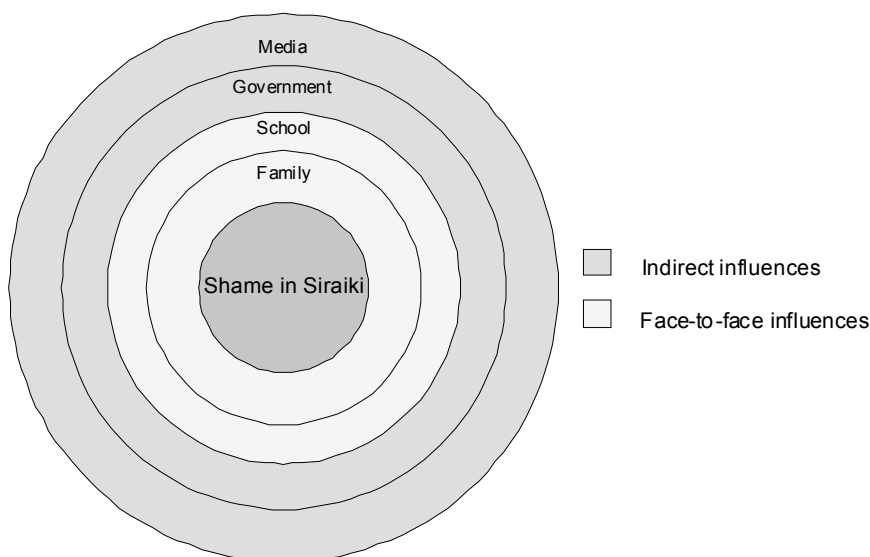 Media
Government
School
Family
Shame in Siraiki
Indirect influences
Face-to-face influences